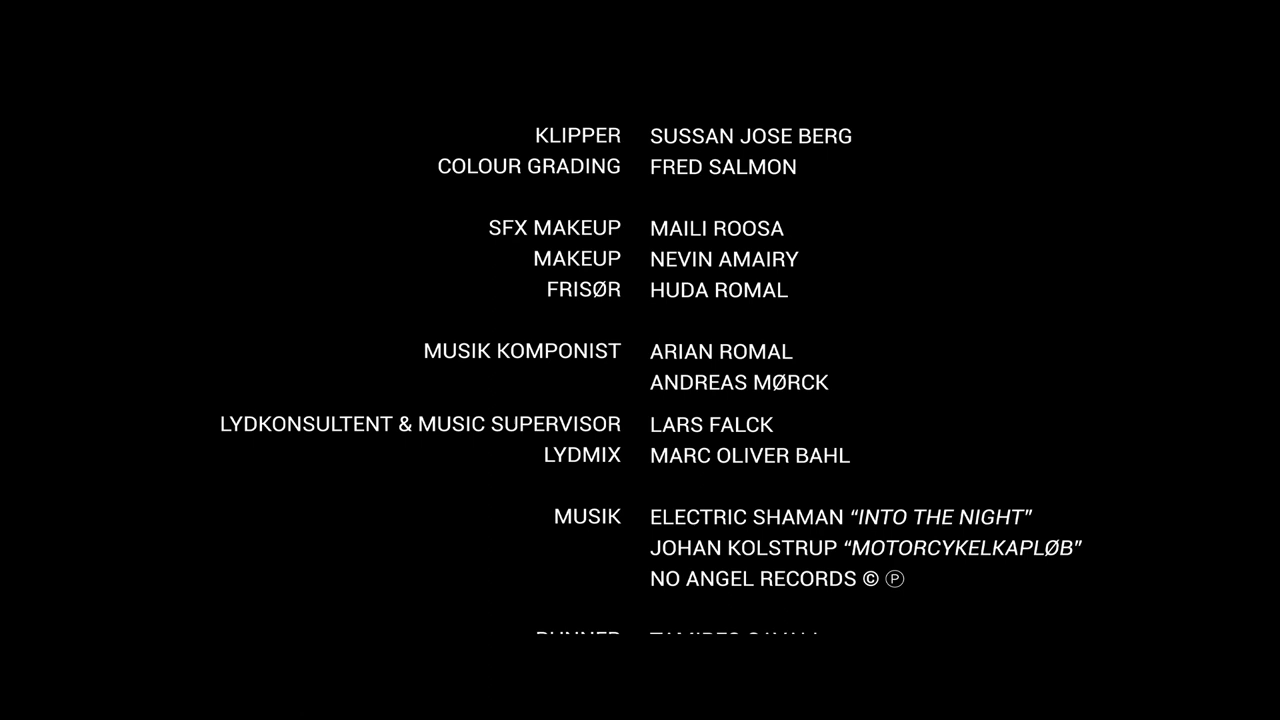 KLIPPER SUSSAN JOSE BERG
COLOUR GRADING FRED SALMON
SFX MAKEUP MAILI ROOSA
MAKEUP NEVIN AMAIRY
FRISØR HUDA ROMAL
MUSIK KOMPONIST ARIAN ROMAL
ANDREAS MØRCK
LYDKONSULTENT & MUSIC SUPERVISOR LARS FALCK
LYDMIX MARC OLIVER BAHL
MUSIK ELECTRIC SHAMAN “INTO THE NIGHT”
JOHAN KOLSTRUP “MOTORCYKELKAPLØB”
NO ANGEL RECORDS © ℗
RUNNER